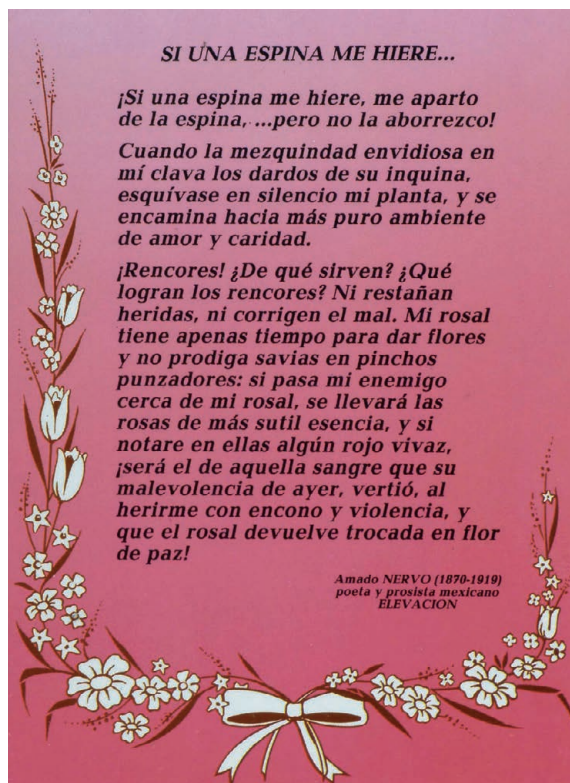 SI UNA ESPINA ME HIERE...
¡Si una espina me hiere, me aparto
de la espina, ...pero no la aborrezco!
Cuando la mezquindad envidiosa en
mí clava los dardos de su inquina,
esquívase en silencio mi planta, y se
encamina hacia más puro ambiente
de amor y caridad.
¡Rencores! ¿De qué sirven? ¿Qué
logran los rencores? Ni restañan
heridas, ni corrigen el mal. Mi rosal
tiene apenas tiempo para dar flores
y no prodiga savias en pinchos
punzadores: si pasa mi enemigo
cerca de mi rosal, se llevará las
rosas de más sutil esencia, y si
notare en ellas algún rojo vivaz,
¡será el de aquella sangre que su
malevolencia de ayer, vertió, al
herirme con encono y violencia, y
que el rosal devuelve trocada en flor
de paz!
Amado NERVO (1870-1919)
poeta y prosista mexicano
ELEVACION